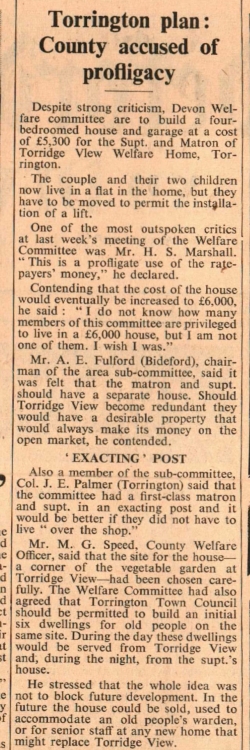 Torrington plan:
County accused of
profligacy
Despite strong criticism, Devon Wel-
fare committee are to build a four-
bedroomed house and garage at a cost
of £5,300 for the Supt. and Matron of
Torridge View Welfare Home, Tor-
rington.
The couple and their two children
now live in a flat in the home, but they
have to be moved to permit the installa-
tion of a lift.
One of the most outspoken critics
at last week's meeting of the Welfare
Committee was Mr. H. S. Marshall.
"This is a profligate use of the rate-
payers' money," he declared.
Contending that the cost of the house
would eventually be increased to £6,000,
he said: "I do not know how many
members of this committee are privileged
to live in a £6,000 house, but I am not
one of them. I wish I was."
Mr. A. E. Fulford (Bideford), chair-
man of the area sub-committee, said it
was felt that the matron and supt.
should have a separate house. Should
Torridge View become redundant they
would have a desirable property that
would always make its money on the
open market, he contended.
'EXACTING' POST
Also a member of the sub-committee,
Col. J. E. Palmer (Torrington) said that
the committee had a first-class matron
and supt. in an exacting post and it
would be better if they did not have to
live "over the shop."
Mr. M. G. Speed, County Welfare
Officer, said that the site for the house—
a corner of the vegetable garden at
Torridge View—had been chosen care-
fully. The Welfare Committee had also
agreed that Torrington Town Council
should be permitted to build an initial
six dwellings for old people on the
same site. During the day these dwellings
would be served from Torridge View
and, during the night, from the supt.'s
house.
He stressed that the whole idea was
not to block future development. In the
future the house could be sold, used to
accommodate an old people's warden,
or for senior staff at any new home that
might replace Torridge View.